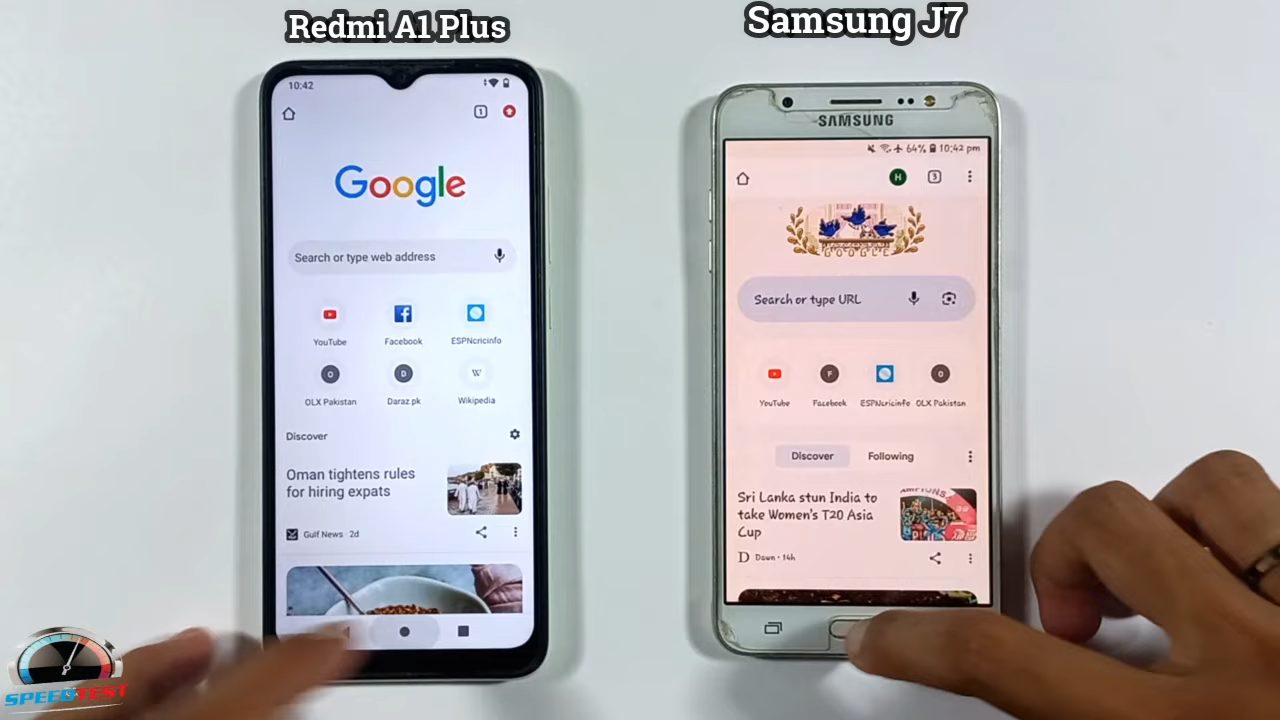 Redmi A1 Plus
Samsung J7
10:42
1
Google
Search or type web address
YouTube
Facebook
ESPNcricinfo
O
D
W
OLX Pakistan
Daraz.pk
Wikipedia
Discover
Oman tightens rules
for hiring expats
Gulf News · 2d
SAMSUNG
64% 10:42 pm
H
3
GOOGLE
Search or type URL
F
O
YouTube
Facebook
ESPNcricinfo
OLX Pakistan
Discover
Following
Sri Lanka stun India to
take Women's T20 Asia
Cup
D Dawn · 14h
SPEEDTEST